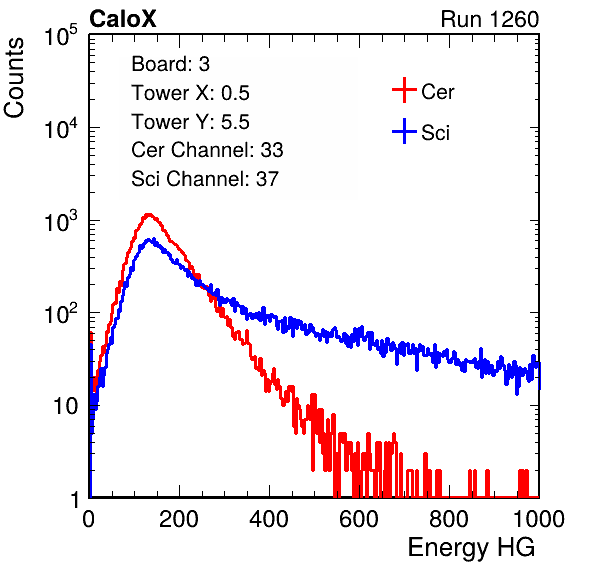 CaloX Run 1260
Counts
Board: 3
Tower X: 0.5
Tower Y: 5.5
Cer Channel: 33
Sci Channel: 37
Cer
Sci
10^5
10^4
10^3
10^2
10
1
0 200 400 600 800 1000
Energy HG